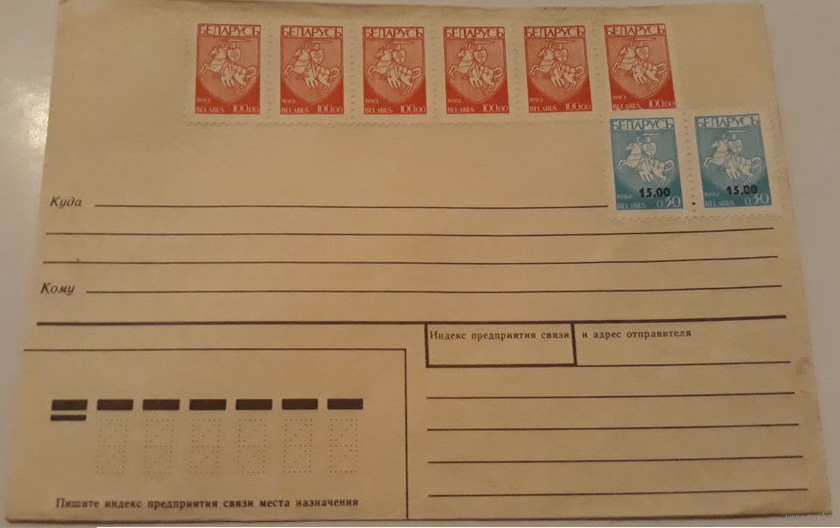 БЕЛАРУСЬ БЕЛАРУСЬ БЕЛАРУСЬ БЕЛАРУСЬ БЕЛАРУСЬ БЕЛАРУСЬ
1993 1993 1993 1993 1993 1993
BELARUS 100.00 BELARUS 100.00 BELARUS 100.00 BELARUS 100.00 BELARUS 100.00 BELARUS 100.00
БЕЛАРУСЬ БЕЛАРУСЬ
15.00 15.00
1992 1992
BELARUS 0.30 BELARUS 0.30
Куда
Кому
Индекс предприятия связи и адрес отправителя
Пишите индекс предприятия связи места назначения